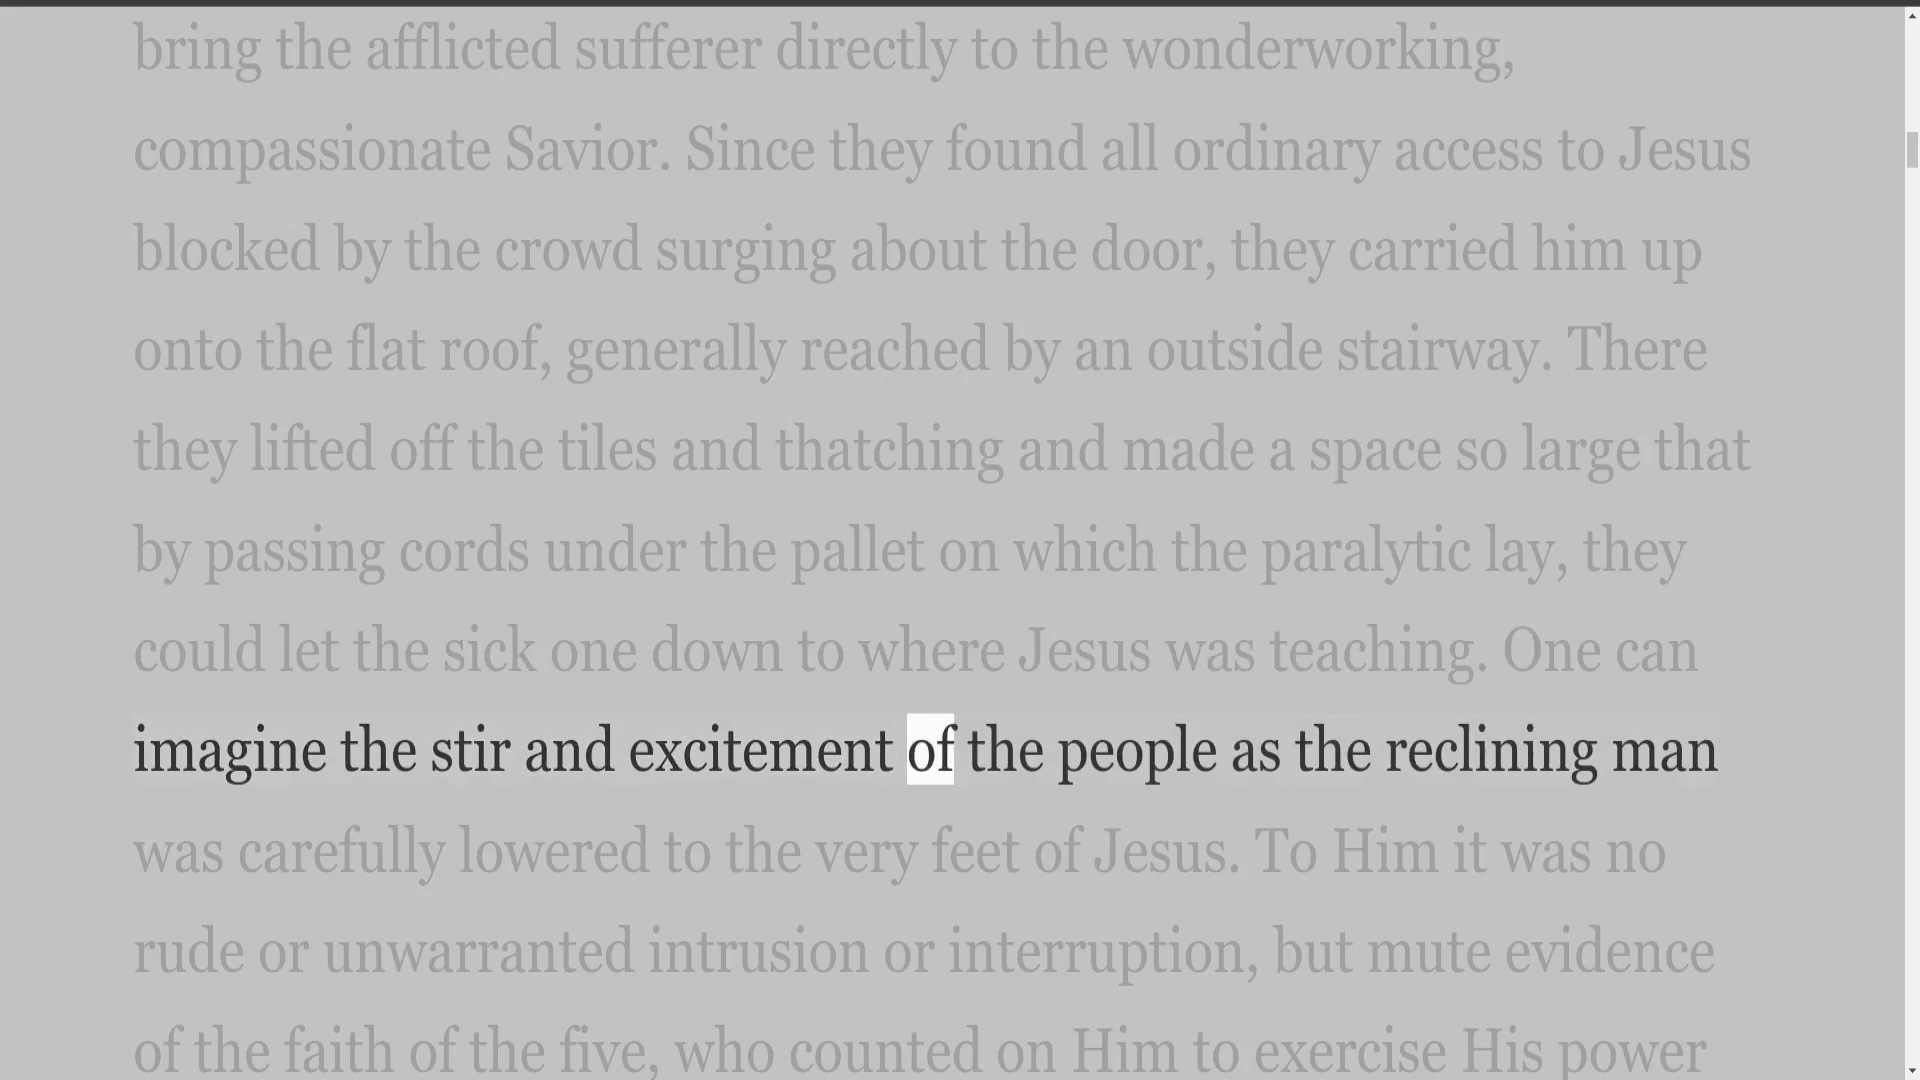 bring the afflicted sufferer directly to the wonderworking,
compassionate Savior. Since they found all ordinary access to Jesus
blocked by the crowd surging about the door, they carried him up
onto the flat roof, generally reached by an outside stairway. There
they lifted off the tiles and thatching and made a space so large that
by passing cords under the pallet on which the paralytic lay, they
could let the sick one down to where Jesus was teaching. One can
imagine the stir and excitement of the people as the reclining man
was carefully lowered to the very feet of Jesus. To Him it was no
rude or unwarranted intrusion or interruption, but mute evidence
of the faith of the five, who counted on Him to exercise His power